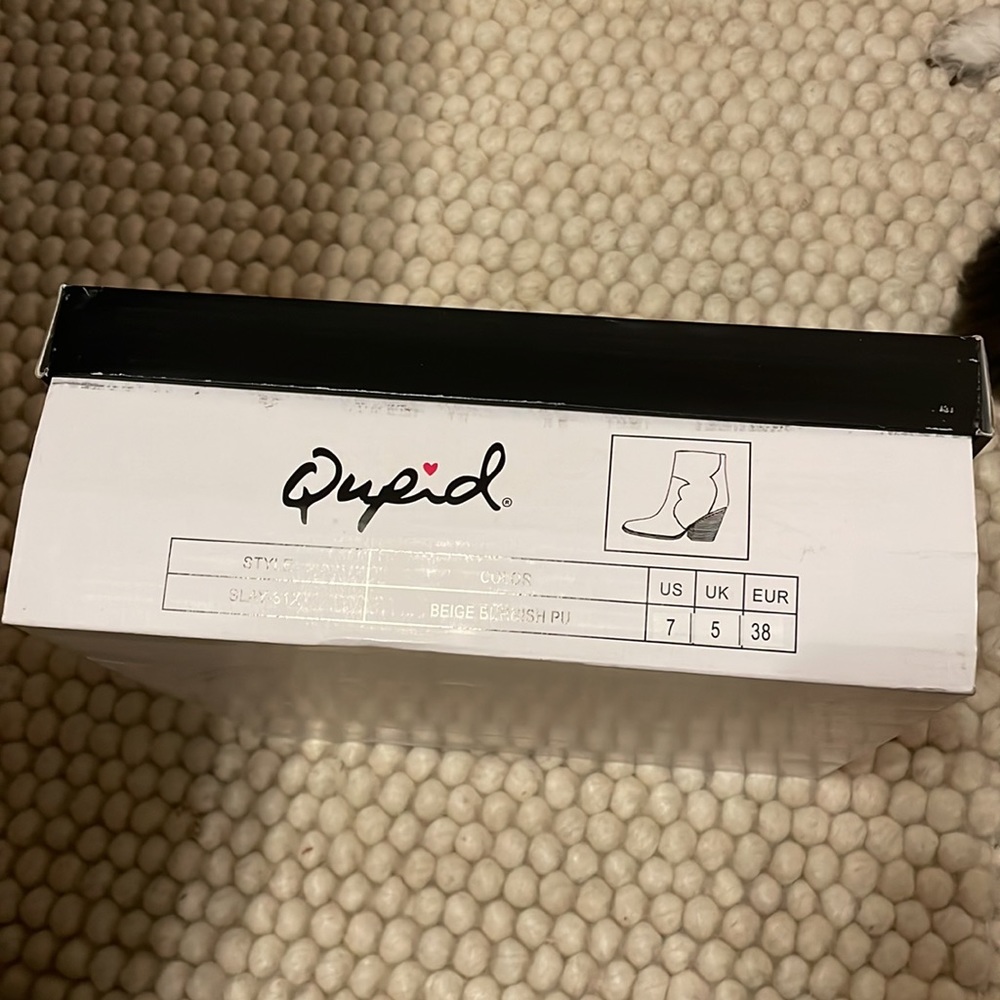 Qupid®
STYLE COLOR US UK EUR
BEIGE PU 7 5 38